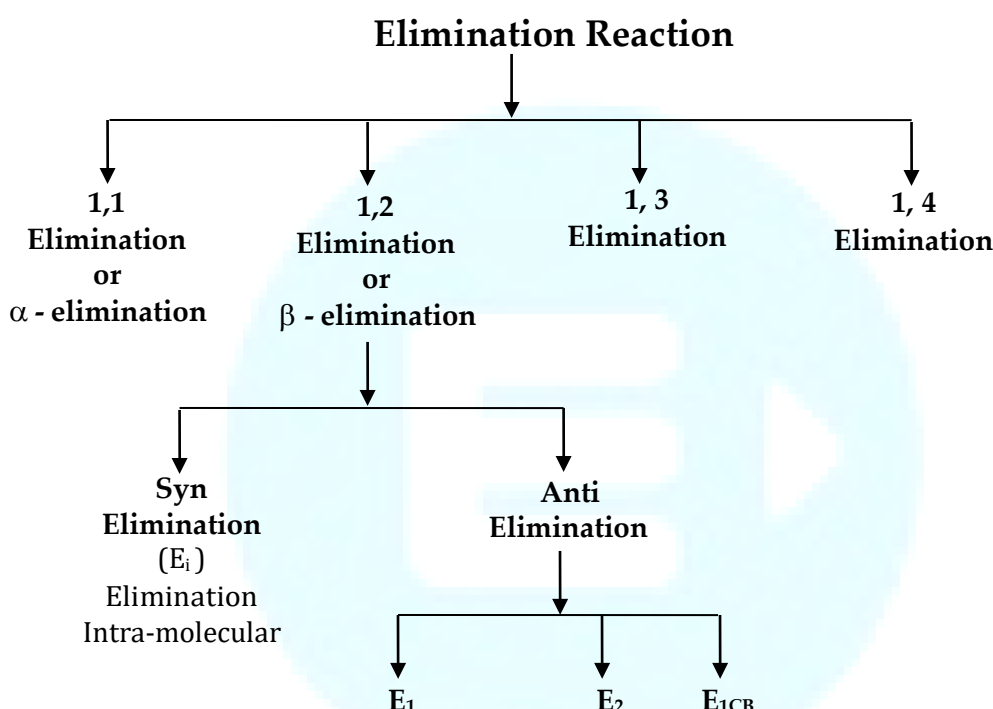 Elimination Reaction
1,1
Elimination
or
α - elimination
1,2
Elimination
or
β - elimination
1, 3
Elimination
1, 4
Elimination
Syn
Elimination
(Eᵢ)
Elimination
Intra-molecular
Anti
Elimination
E₁
E₂
E₁CB